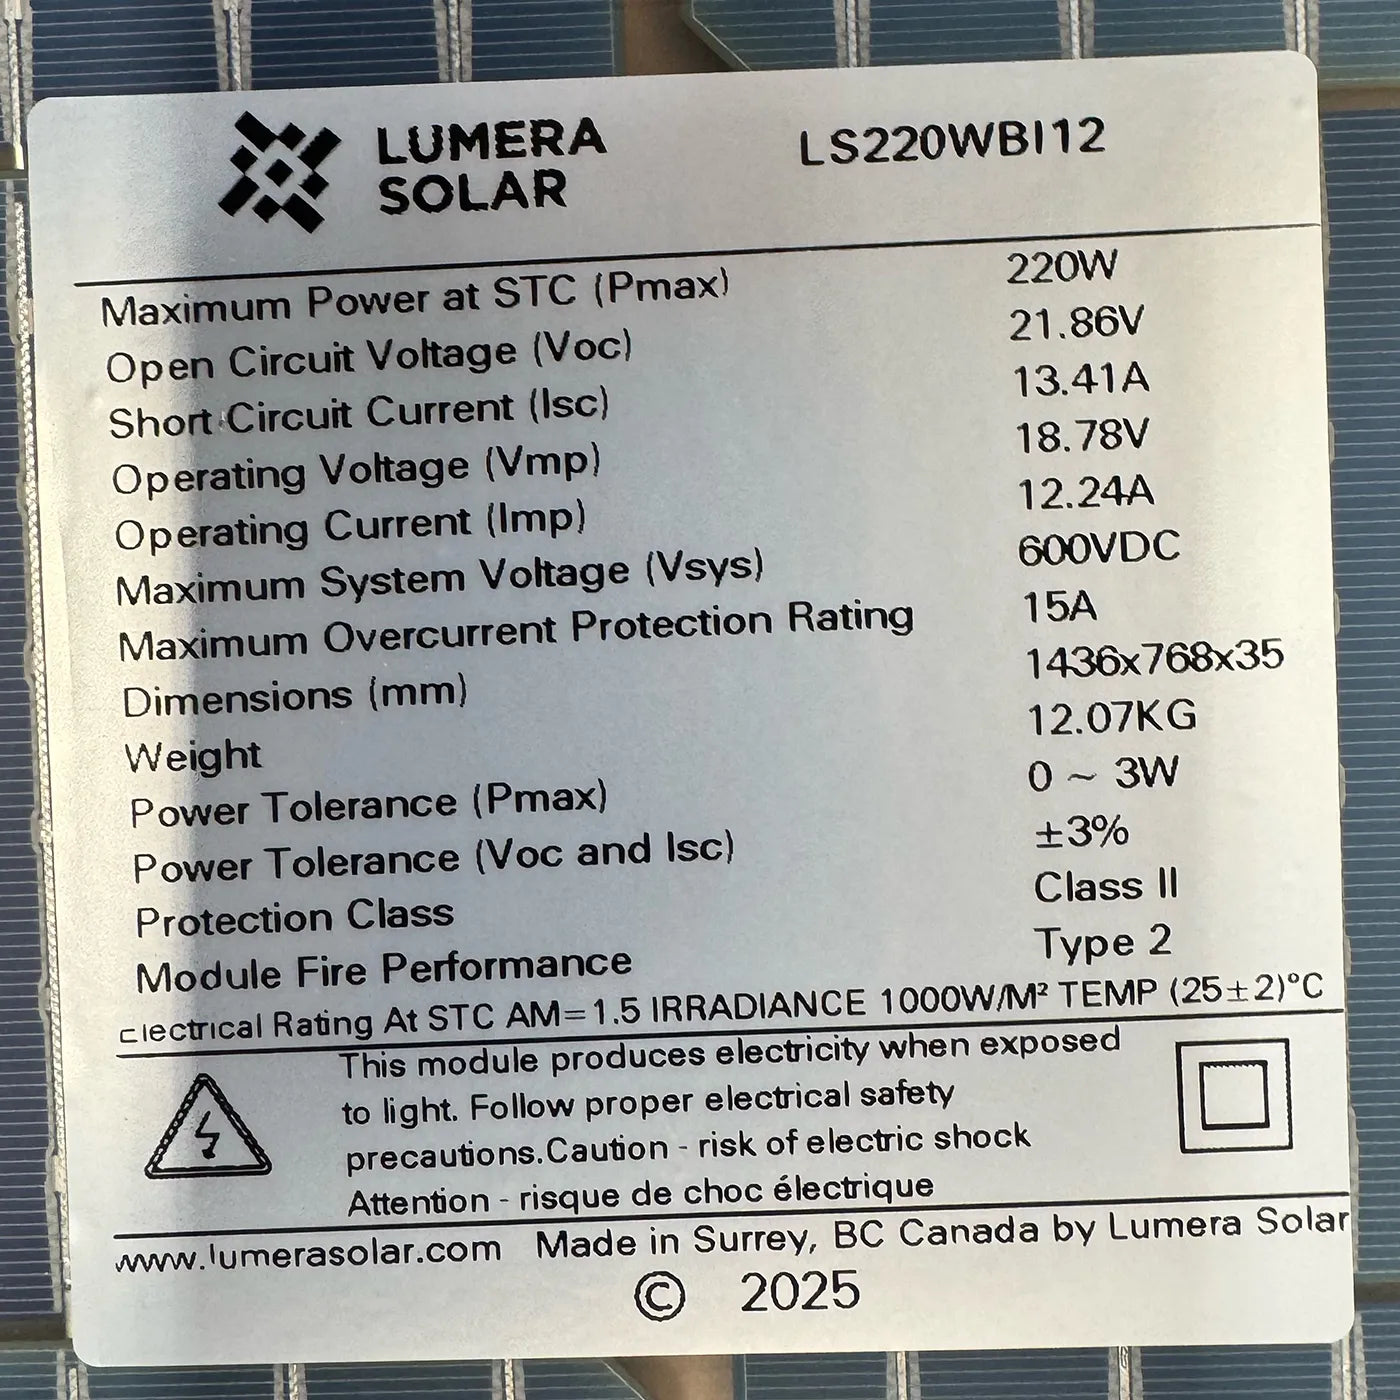 LUMERA
SOLAR
LS220WBI12
Maximum Power at STC (Pmax) 220W
Open Circuit Voltage (Voc) 21.86V
Short Circuit Current (Isc) 13.41A
Operating Voltage (Vmp) 18.78V
Operating Current (Imp) 12.24A
Maximum System Voltage (Vsys) 600VDC
Maximum Overcurrent Protection Rating 15A
Dimensions (mm) 1436x768x35
Weight 12.07KG
Power Tolerance (Pmax) 0 ~ 3W
Power Tolerance (Voc and Isc) ±3%
Protection Class Class II
Module Fire Performance Type 2
Electrical Rating At STC AM=1.5 IRRADIANCE 1000W/M² TEMP (25±2)°C
This module produces electricity when exposed
to light. Follow proper electrical safety
precautions.Caution - risk of electric shock
Attention - risque de choc électrique
www.lumerasolar.com Made in Surrey, BC Canada by Lumera Solar
© 2025